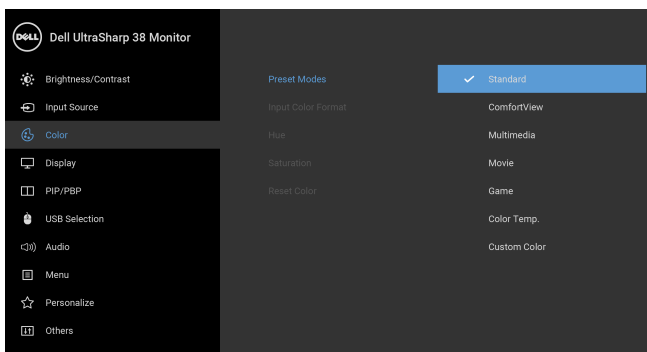 DELL Dell UltraSharp 38 Monitor
Brightness/Contrast
Preset Modes
Standard
Input Source
Input Color Format
ComfortView
Color
Hue
Multimedia
Display
Saturation
Movie
PIP/PBP
Reset Color
Game
USB Selection
Color Temp.
Audio
Custom Color
Menu
Personalize
Others